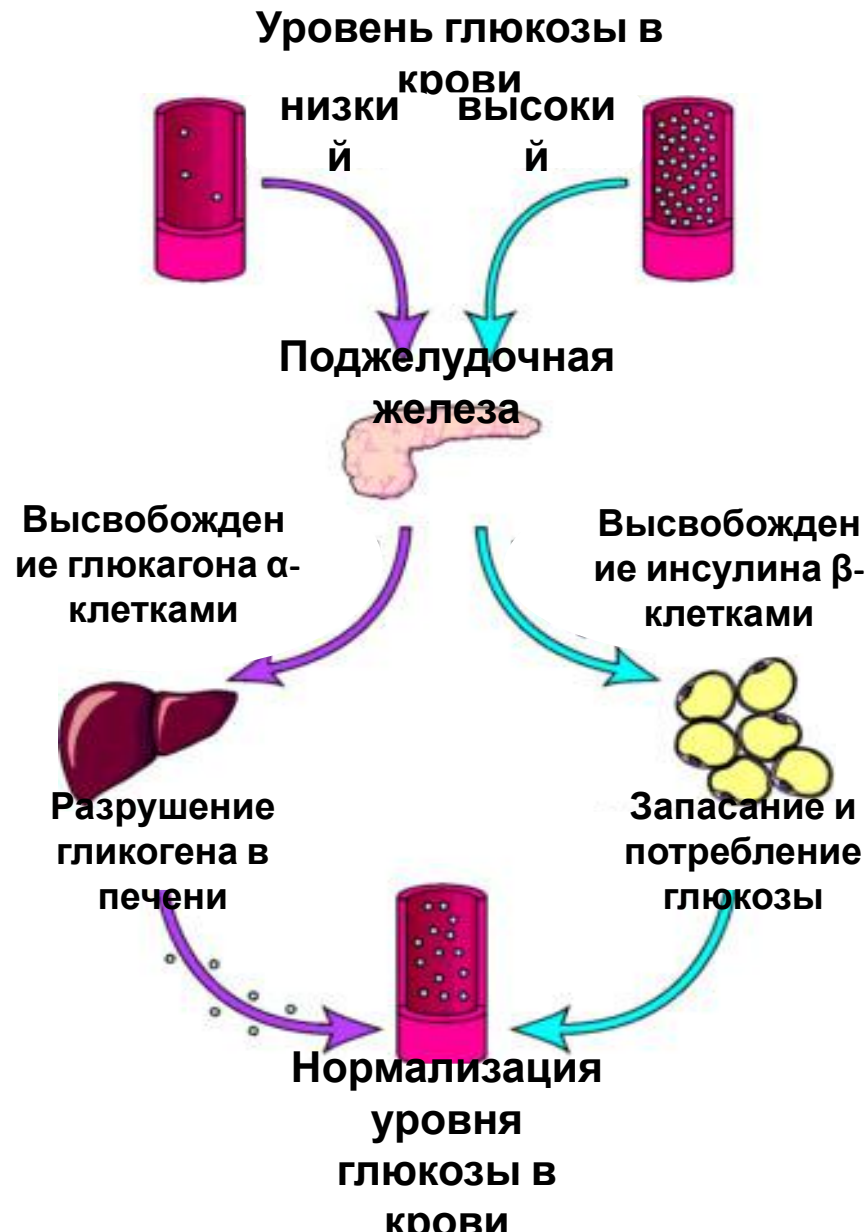 Уровень глюкозы в
крови
низки
й
высоки
й
Поджелудочная
железа
Высвобожден
ие глюкагона α-
клетками
Высвобожден
ие инсулина β-
клетками
Разрушение
гликогена в
печени
Запасание и
потребление
глюкозы
Нормализация
уровня
глюкозы в
крови